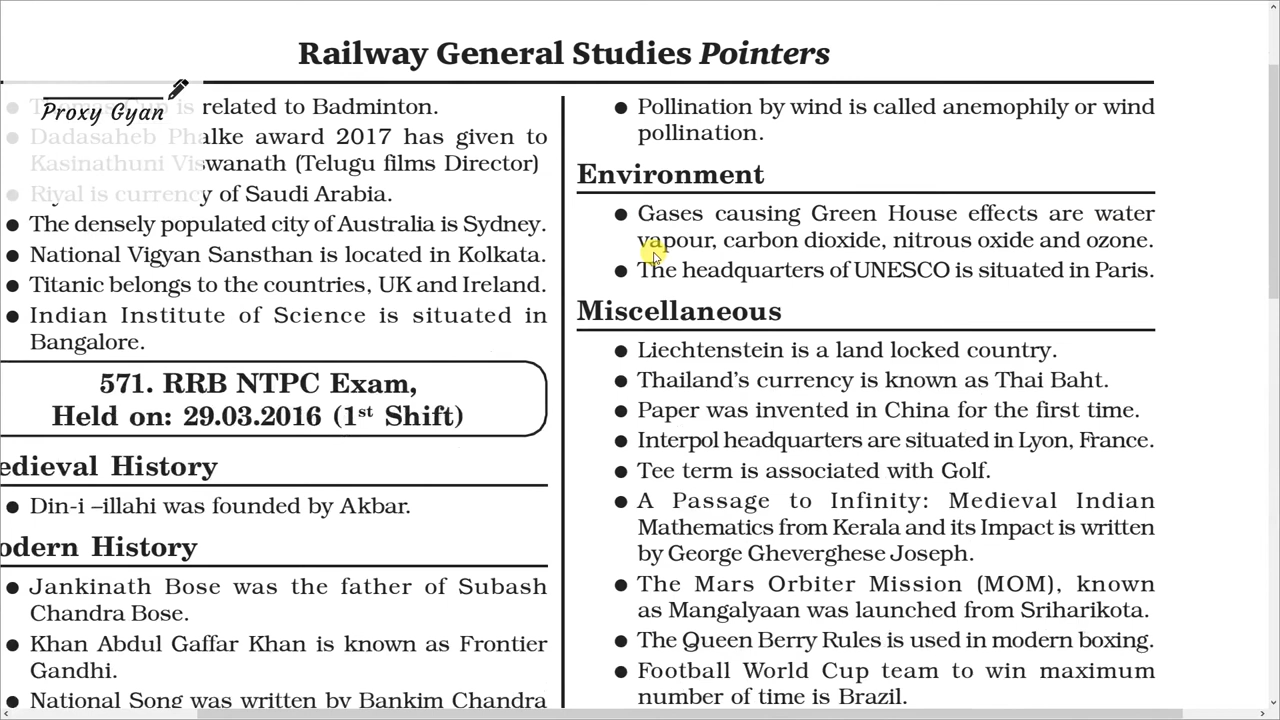 Railway General Studies Pointers
Proxy Gyan
Thomas Cup is related to Badminton.
Dadasaheb Phalke award 2017 has given to
Kasinathuni Viswanath (Telugu films Director)
Riyal is currency of Saudi Arabia.
The densely populated city of Australia is Sydney.
National Vigyan Sansthan is located in Kolkata.
Titanic belongs to the countries, UK and Ireland.
Indian Institute of Science is situated in
Bangalore.
571. RRB NTPC Exam,
Held on: 29.03.2016 (1st Shift)
edieval History
Din-i –illahi was founded by Akbar.
odern History
Jankinath Bose was the father of Subash
Chandra Bose.
Khan Abdul Gaffar Khan is known as Frontier
Gandhi.
National Song was written by Bankim Chandra
Pollination by wind is called anemophily or wind
pollination.
Environment
Gases causing Green House effects are water
vapour, carbon dioxide, nitrous oxide and ozone.
The headquarters of UNESCO is situated in Paris.
Miscellaneous
Liechtenstein is a land locked country.
Thailand's currency is known as Thai Baht.
Paper was invented in China for the first time.
Interpol headquarters are situated in Lyon, France.
Tee term is associated with Golf.
A Passage to Infinity: Medieval Indian
Mathematics from Kerala and its Impact is written
by George Gheverghese Joseph.
The Mars Orbiter Mission (MOM), known
as Mangalyaan was launched from Sriharikota.
The Queen Berry Rules is used in modern boxing.
Football World Cup team to win maximum
number of time is Brazil.